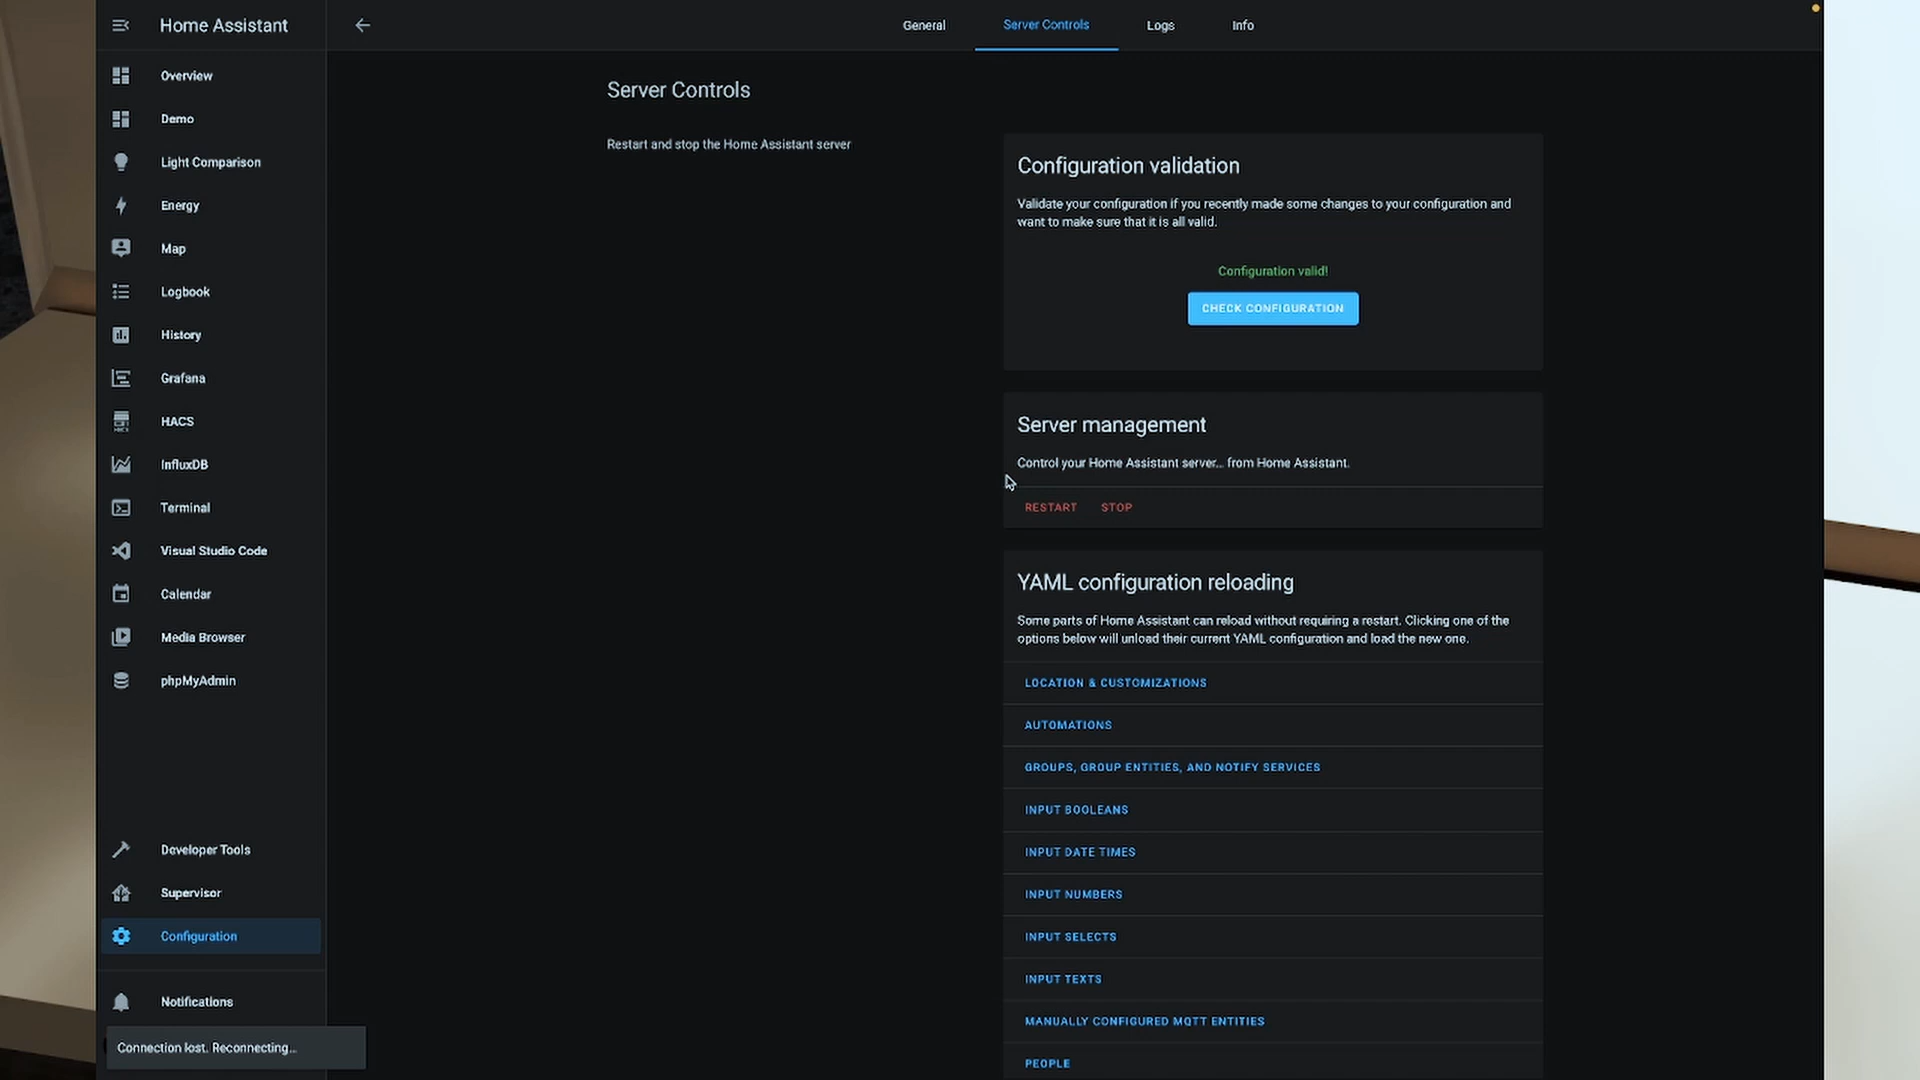 Home Assistant
General
Server Controls
Logs
Info
Overview
Demo
Light Comparison
Energy
Map
Logbook
History
Grafana
HACS
InfluxDB
Terminal
Visual Studio Code
Calendar
Media Browser
phpMyAdmin
Developer Tools
Supervisor
Configuration
Notifications
Connection lost. Reconnecting...
Server Controls
Restart and stop the Home Assistant server
Configuration validation
Validate your configuration if you recently made some changes to your configuration and
want to make sure that it is all valid.
Configuration valid!
CHECK CONFIGURATION
Server management
Control your Home Assistant server... from Home Assistant.
RESTART STOP
YAML configuration reloading
Some parts of Home Assistant can reload without requiring a restart. Clicking one of the
options below will unload their current YAML configuration and load the new one.
LOCATION & CUSTOMIZATIONS
AUTOMATIONS
GROUPS, GROUP ENTITIES, AND NOTIFY SERVICES
INPUT BOOLEANS
INPUT DATE TIMES
INPUT NUMBERS
INPUT SELECTS
INPUT TEXTS
MANUALLY CONFIGURED MQTT ENTITIES
PEOPLE